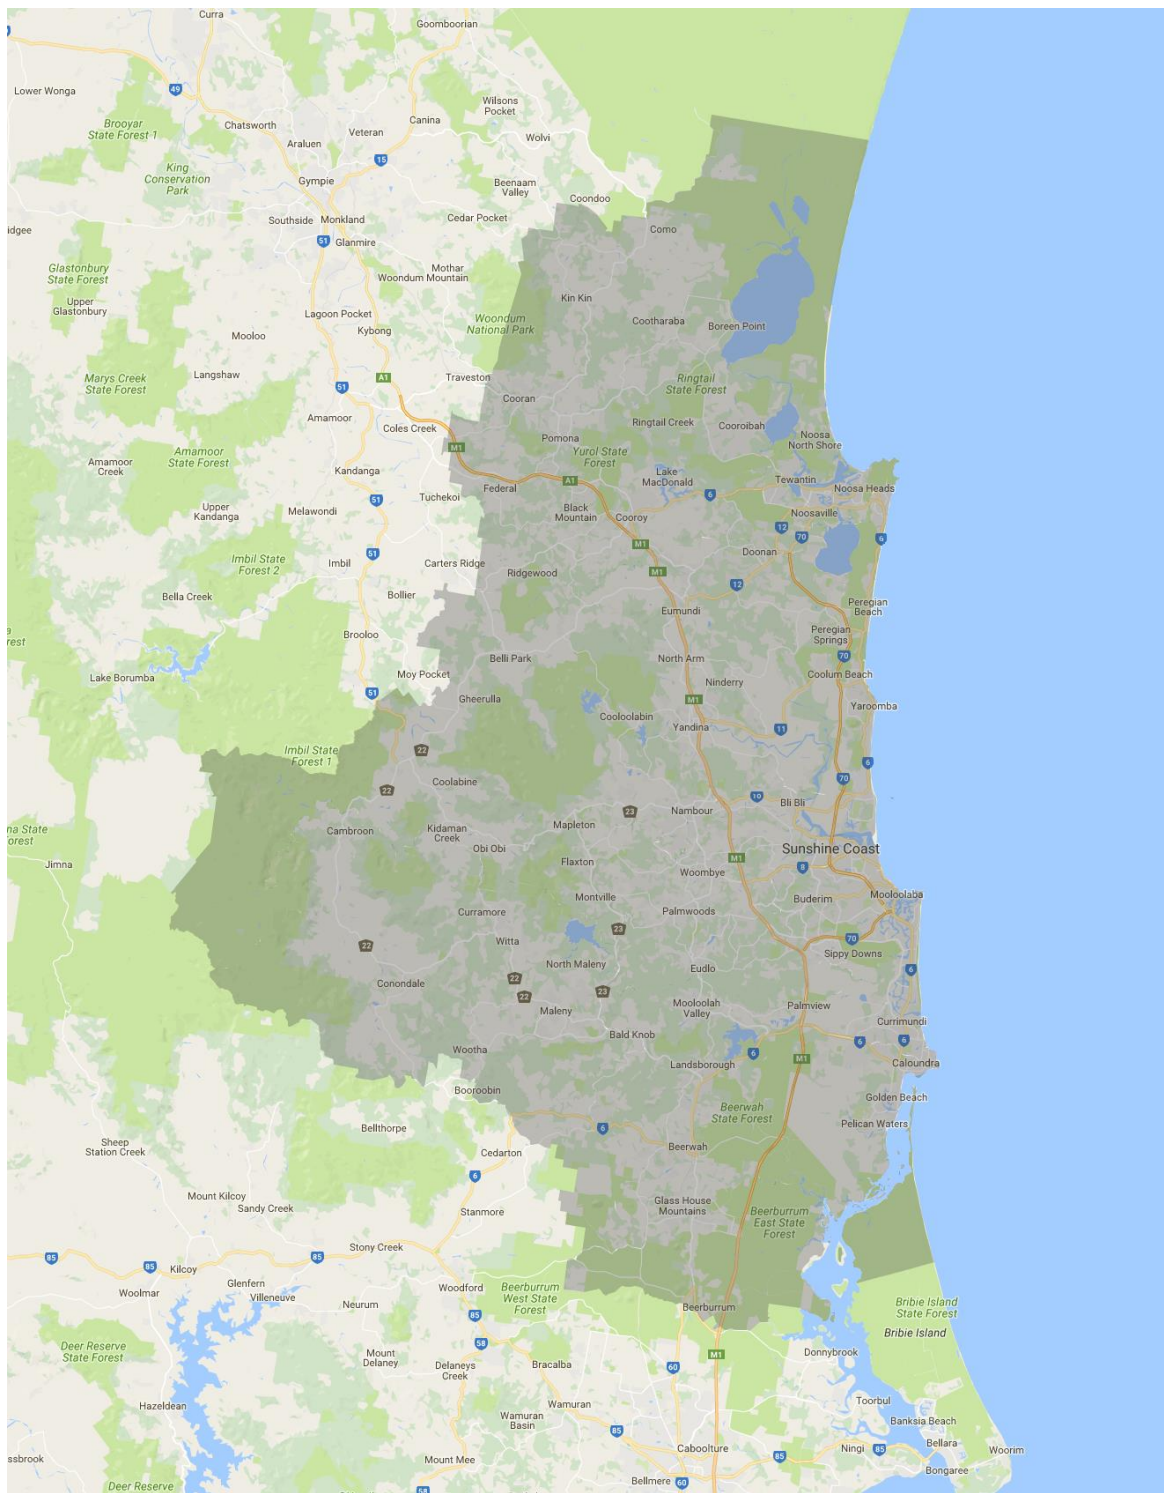 Curra
Goomboorian
Lower Wonga
49
Wilsons
Pocket
Brooyar
State Forest 1
Chatsworth
Veteran
Canina
Wolvi
Araluen
15
King
Conservation
Park
Gympie
Beenaam
Valley
Coondoo
Southside
Monkland
Cedar Pocket
Como
idgee
51
Glanmire
Glastonbury
State Forest
Mothar
Woondum Mountain
Upper
Glastonbury
Kin Kin
Lagoon Pocket
Woondum
National Park
Cootharaba
Boreen Point
Mooloo
Kybong
Marys Creek
State Forest
Langshaw
A1
Traveston
Ringtail
State Forest
51
Cooran
Amamoor
Coles Creek
Ringtail Creek
Cooroibah
Noosa
North Shore
Pomona
M1
Amamoor
State Forest
Yurol State
Forest
Amamoor
Creek
Kandanga
Lake
MacDonald
Tewantin
Noosa Heads
A1
Federal
6
Tuchekoi
51
Upper
Kandanga
Melawondi
Black
Mountain
Cooroy
Noosaville
12
70
6
M1
Doonan
Imbil State
Forest 2
Imbil
51
Carters Ridge
Ridgewood
M1
12
Bella Creek
Bollier
Eumundi
Peregian
Beach
a
rest
Brooloo
Peregian
Springs
Belli Park
North Arm
70
Lake Borumba
Moy Pocket
Ninderry
Coolum Beach
51
Gheerulla
M1
Yaroomba
Cooloolabin
Yandina
11
Imbil State
Forest 1
22
6
Coolabine
70
22
10
Bli Bli
23
Nambour
na State
Forest
Cambroon
Kidaman
Creek
Mapleton
Obi Obi
Sunshine Coast
Jimna
Flaxton
M1
8
Woombye
Montville
Buderim
Mooloolaba
Curramore
Palmwoods
23
22
Witta
70
Sippy Downs
North Maleny
Eudlo
6
Conondale
22
22
23
Maleny
Mooloolah
Valley
Palmview
Currimundi
Bald Knob
6
6
Wootha
6
M1
Landsborough
Caloundra
Booroobin
Golden Beach
Beerwah
State Forest
Bellthorpe
6
Pelican Waters
Sheep
Station Creek
Cedarton
Beerwah
6
Mount Kilcoy
Sandy Creek
Stanmore
Glass House
Mountains
Beerburrum
East State
Forest
Stony Creek
85
85
85
Kilcoy
Glenfern
Villeneuve
Woolmar
Neurum
Woodford
Beerburrum
West State
Forest
Beerburrum
Bribie Island
State Forest
85
Bribie Island
58
Deer Reserve
State Forest
Mount
Delaney
M1
Donnybrook
Delaneys
Creek
Bracalba
60
Hazeldean
Wamuran
Toorbul
Wamuran
Basin
85
Banksia Beach
ssbrook
Mount Mee
Caboolture
Ningi
85
Bellara
Woorim
85
Bellmere
60
Bongaree
Deer Reserve
58